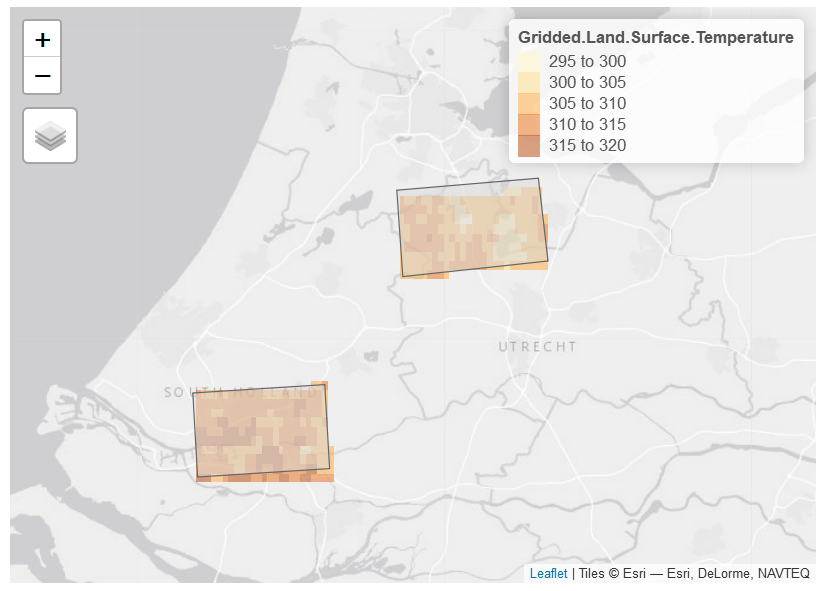 +
−
Gridded.Land.Surface.Temperature
295 to 300
300 to 305
305 to 310
310 to 315
315 to 320
UTRECHT
SOUTH HOLLAND
Leaflet | Tiles © Esri — Esri, DeLorme, NAVTEQ